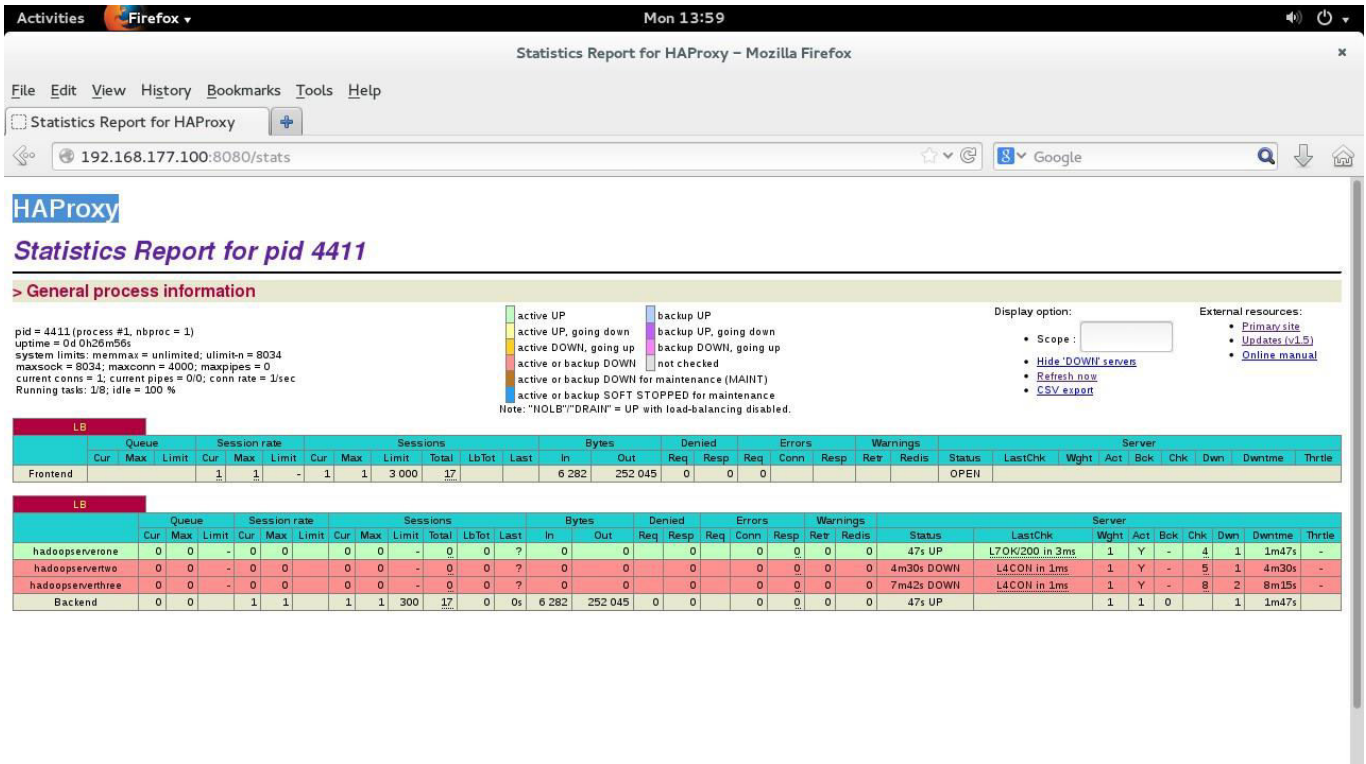 Activities Firefox Mon 13:59
Statistics Report for HAProxy – Mozilla Firefox
File Edit View History Bookmarks Tools Help
Statistics Report for HAProxy
192.168.177.100:8080/stats Google
HAProxy
Statistics Report for pid 4411
> General process information
pid = 4411 (process #1, nbproc = 1)
uptime = 0d 0h26m56s
system limits: memmax = unlimited; ulimit-n = 8034
maxsock = 8034; maxconn = 4000; maxpipes = 0
current conns = 1; current pipes = 0/0; conn rate = 1/sec
Running tasks: 1/8; idle = 100 %
active UP backup UP
active UP, going down backup UP, going down
active DOWN, going up backup DOWN, going up
active or backup DOWN not checked
active or backup DOWN for maintenance (MAINT)
active or backup SOFT STOPPED for maintenance
Note: "NOLB"/"DRAIN" = UP with load-balancing disabled.
Display option:
Scope :
Hide 'DOWN' servers
Refresh now
CSV export
External resources:
Primary site
Updates (v1.5)
Online manual
LB
Queue Session rate Sessions Bytes Denied Errors Warnings Server
Cur Max Limit Cur Max Limit Cur Max Limit Total LbTot Last In Out Req Resp Req Conn Resp Retr Redis Status LastChk Wght Act Bck Chk Dwn Dwntme Thrtle
Frontend 1 1 - 1 1 3 000 17 6 282 252 045 0 0 0 OPEN
LB
Queue Session rate Sessions Bytes Denied Errors Warnings Server
Cur Max Limit Cur Max Limit Cur Max Limit Total LbTot Last In Out Req Resp Req Conn Resp Retr Redis Status LastChk Wght Act Bck Chk Dwn Dwntme Thrtle
hadoopserverone 0 0 - 0 0 0 0 - 0 0 ? 0 0 0 0 0 0 0 47s UP L7OK/200 in 3ms 1 Y - 4 1 1m47s -
hadoopservertwo 0 0 - 0 0 0 0 - 0 0 ? 0 0 0 0 0 0 0 4m30s DOWN L4CON in 1ms 1 Y - 5 1 4m30s -
hadoopserverthree 0 0 - 0 0 0 0 - 0 0 ? 0 0 0 0 0 0 0 7m42s DOWN L4CON in 1ms 1 Y - 8 2 8m15s -
Backend 0 0 1 1 1 1 300 17 0 0s 6 282 252 045 0 0 0 0 0 0 47s UP 1 1 0 1 1m47s